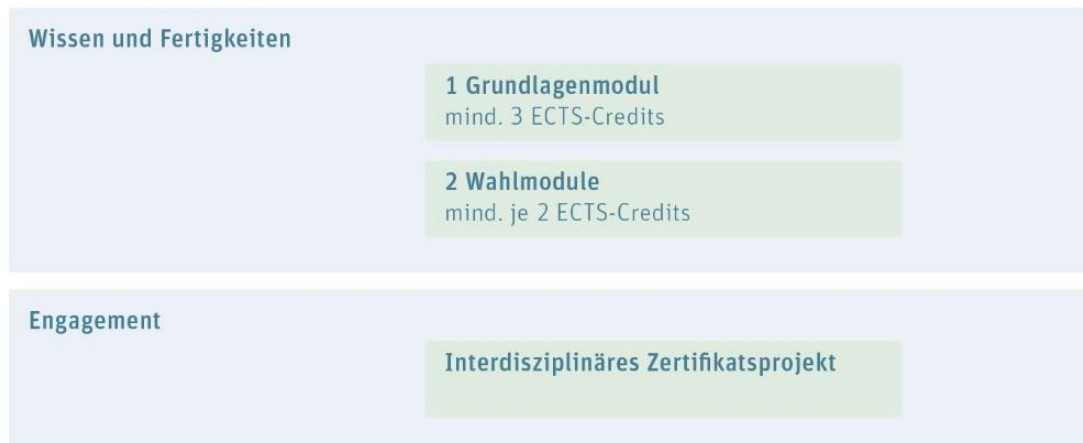 Wissen und Fertigkeiten
1 Grundlagenmodul
mind. 3 ECTS-Credits
2 Wahlmodule
mind. je 2 ECTS-Credits
Engagement
Interdisziplinäres Zertifikatsprojekt